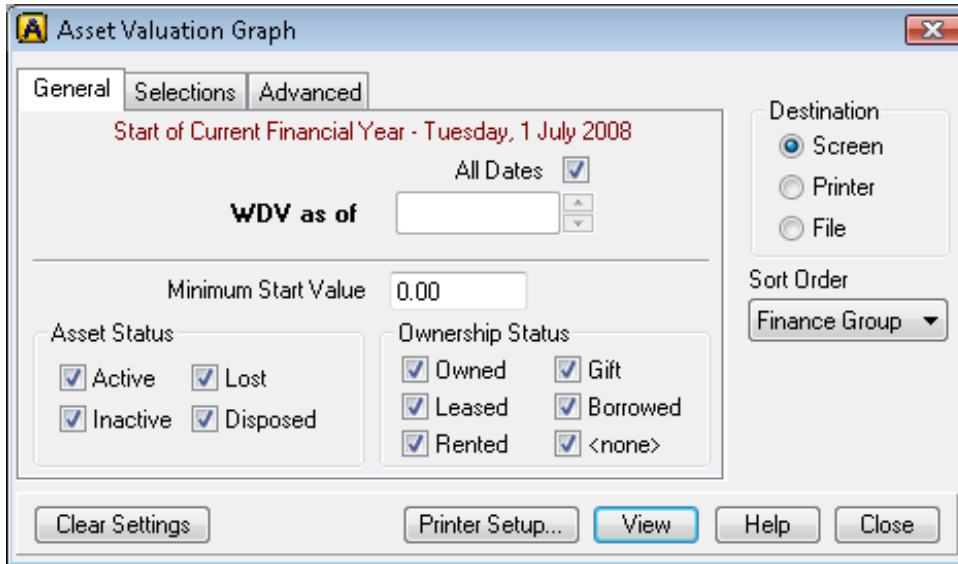 A Asset Valuation Graph
General Selections Advanced
Start of Current Financial Year - Tuesday, 1 July 2008
All Dates
WDV as of
Minimum Start Value 0.00
Asset Status
Active Lost
Inactive Disposed
Ownership Status
Owned Gift
Leased Borrowed
Rented <none>
Destination
Screen
Printer
File
Sort Order
Finance Group
Clear Settings Printer Setup... View Help Close